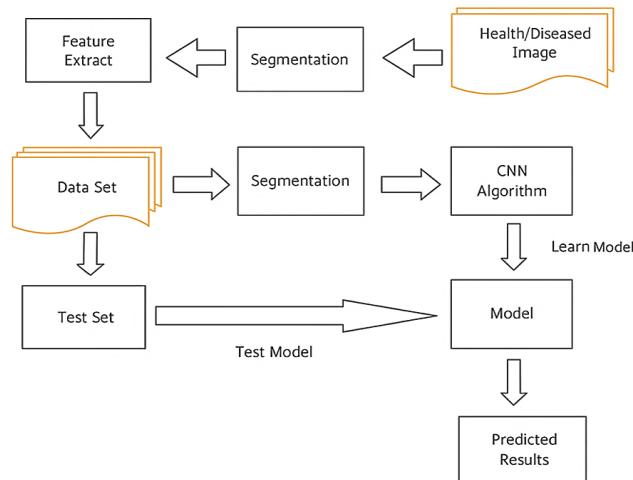 Feature
Extract
Segmentation
Health/Diseased
Image
Data Set
Segmentation
CNN
Algorithm
Learn Model
Test Set
Test Model
Model
Predicted
Results